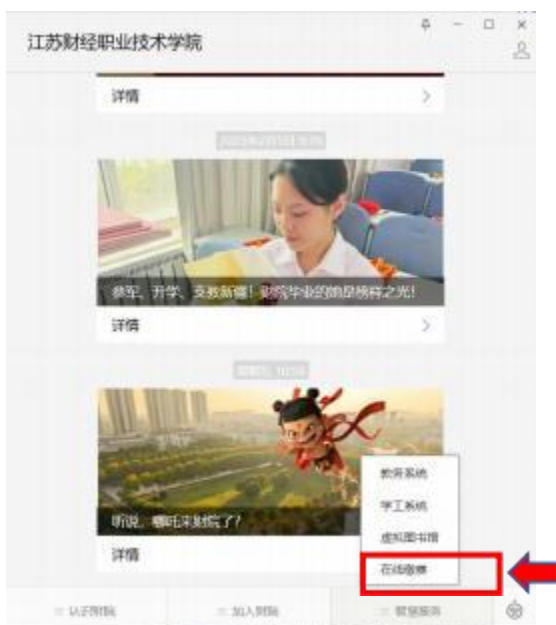 江苏财经职业技术学院
详情
参军、升学、支教新疆！财院毕业的她是榜样之光！
详情
听说，哪吒来财院了？
详情
教务系统
学工系统
虚拟图书馆
在线缴费
认识财院
加入财院
智慧服务